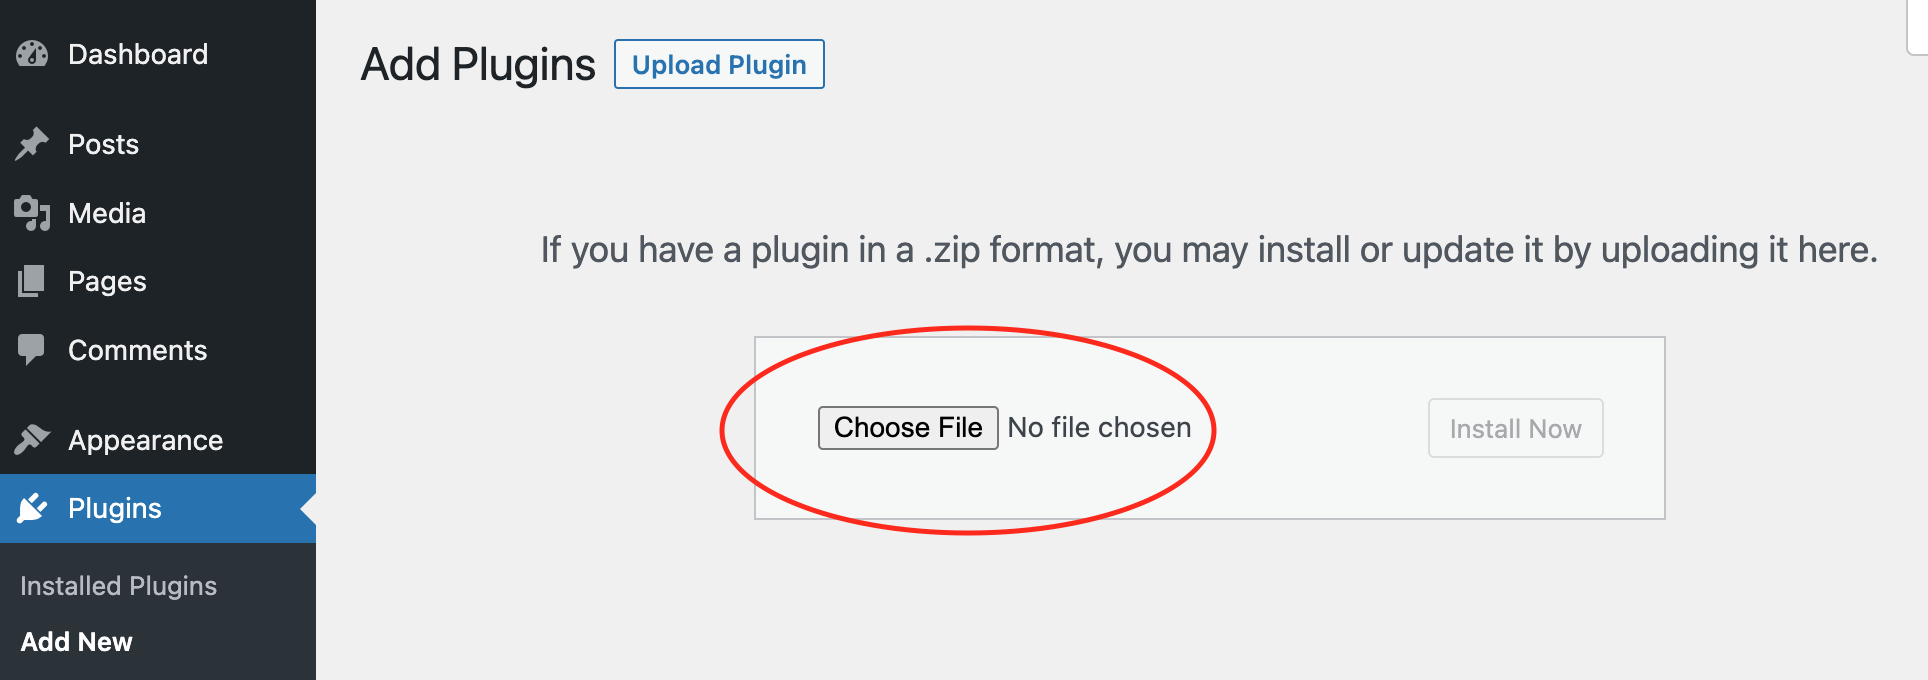 Dashboard
Posts
Media
Pages
Comments
Appearance
Plugins
Installed Plugins
Add New
Add Plugins Upload Plugin
If you have a plugin in a .zip format, you may install or update it by uploading it here.
Choose File No file chosen Install Now